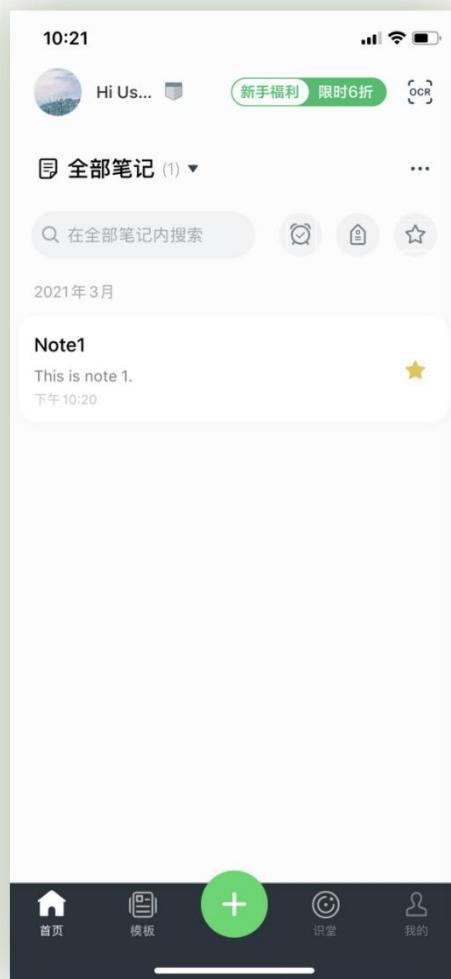 10:21
Hi Us...
新手福利 限时6折
OCR
全部笔记 (1)
在全部笔记内搜索
2021年3月
Note1
This is note 1.
下午10:20
首页 模板 识堂 我的